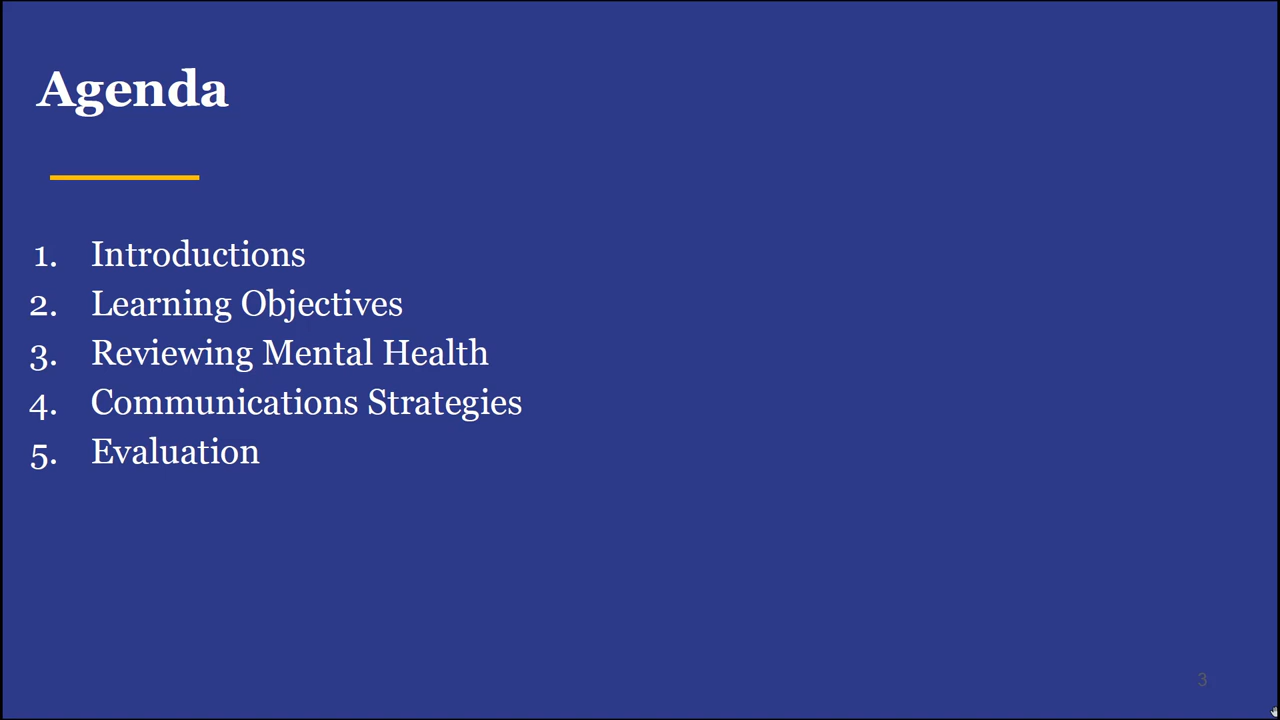 Agenda
1. Introductions
2. Learning Objectives
3. Reviewing Mental Health
4. Communications Strategies
5. Evaluation
3